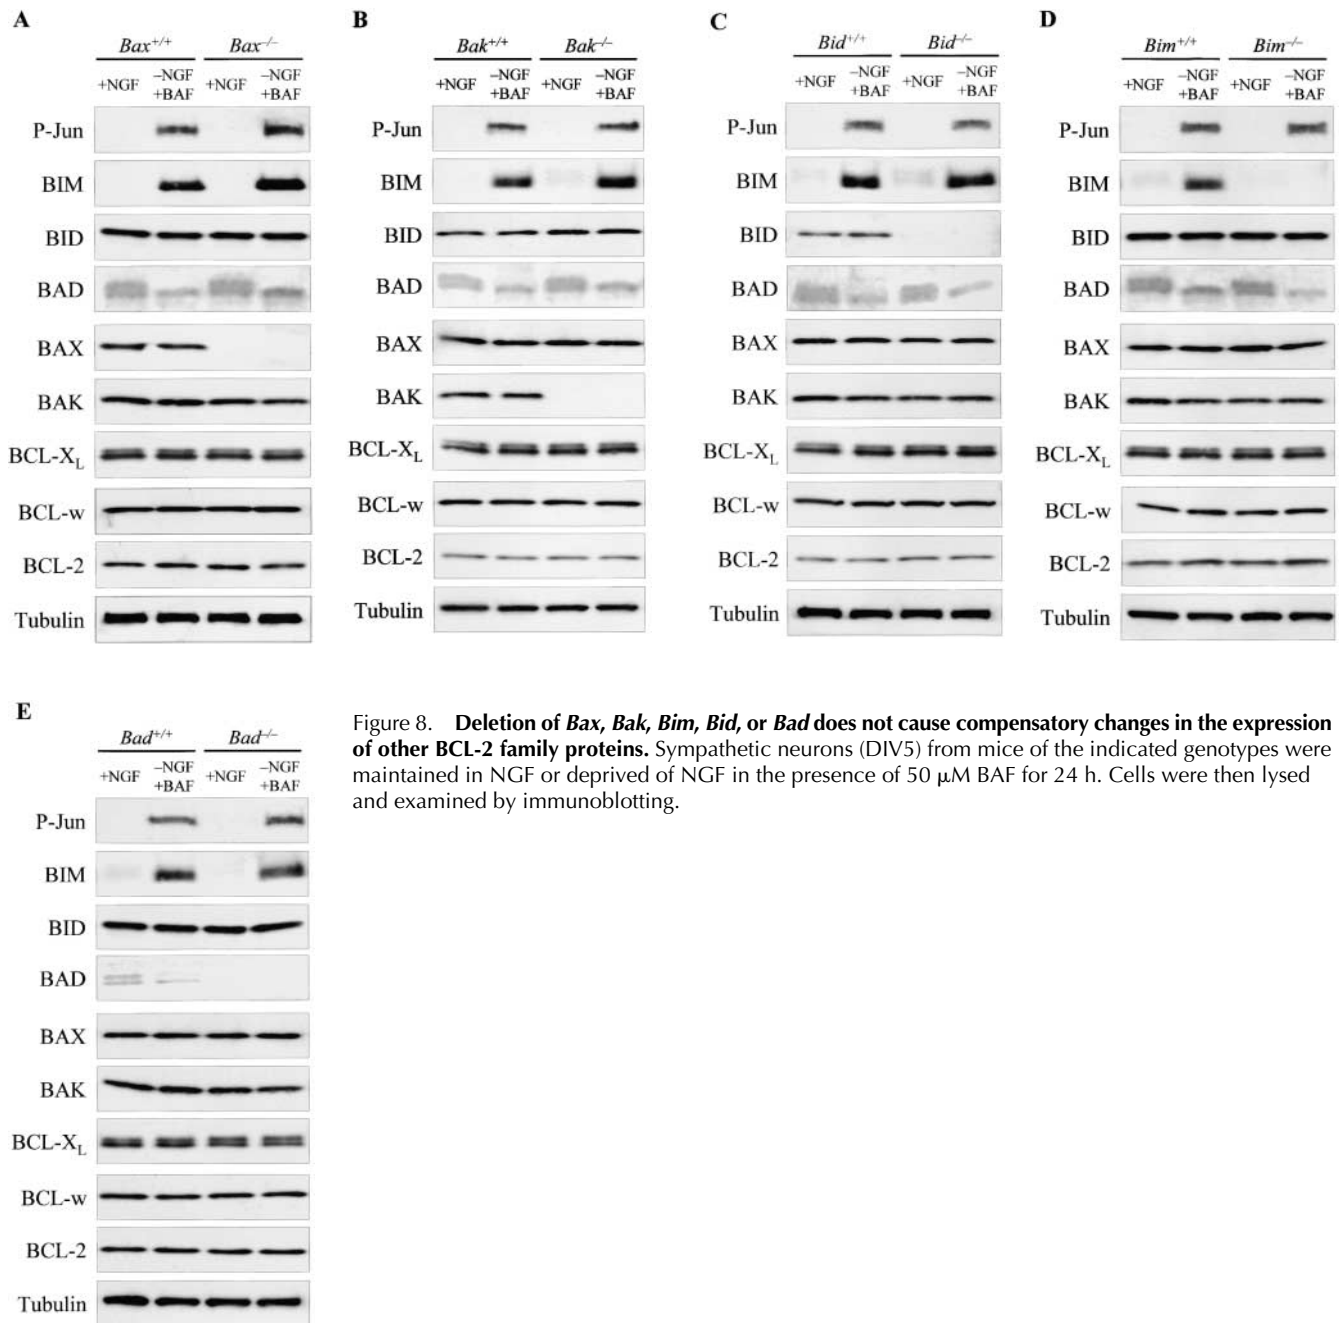 A
Bax+/+ Bax−/−
+NGF –NGF +BAF +NGF –NGF +BAF
P-Jun
BIM
BID
BAD
BAX
BAK
BCL-XL
BCL-w
BCL-2
Tubulin
B
Bak+/+ Bak−/−
+NGF –NGF +BAF +NGF –NGF +BAF
P-Jun
BIM
BID
BAD
BAX
BAK
BCL-XL
BCL-w
BCL-2
Tubulin
C
Bid+/+ Bid−/−
+NGF –NGF +BAF +NGF –NGF +BAF
P-Jun
BIM
BID
BAD
BAX
BAK
BCL-XL
BCL-w
BCL-2
Tubulin
D
Bim+/+ Bim−/−
+NGF –NGF +BAF +NGF –NGF +BAF
P-Jun
BIM
BID
BAD
BAX
BAK
BCL-XL
BCL-w
BCL-2
Tubulin
E
Bad+/+ Bad−/−
+NGF –NGF +BAF +NGF –NGF +BAF
P-Jun
BIM
BID
BAD
BAX
BAK
BCL-XL
BCL-w
BCL-2
Tubulin
Figure 8. Deletion of Bax, Bak, Bim, Bid, or Bad does not cause compensatory changes in the expression
of other BCL-2 family proteins. Sympathetic neurons (DIV5) from mice of the indicated genotypes were
maintained in NGF or deprived of NGF in the presence of 50 μM BAF for 24 h. Cells were then lysed
and examined by immunoblotting.